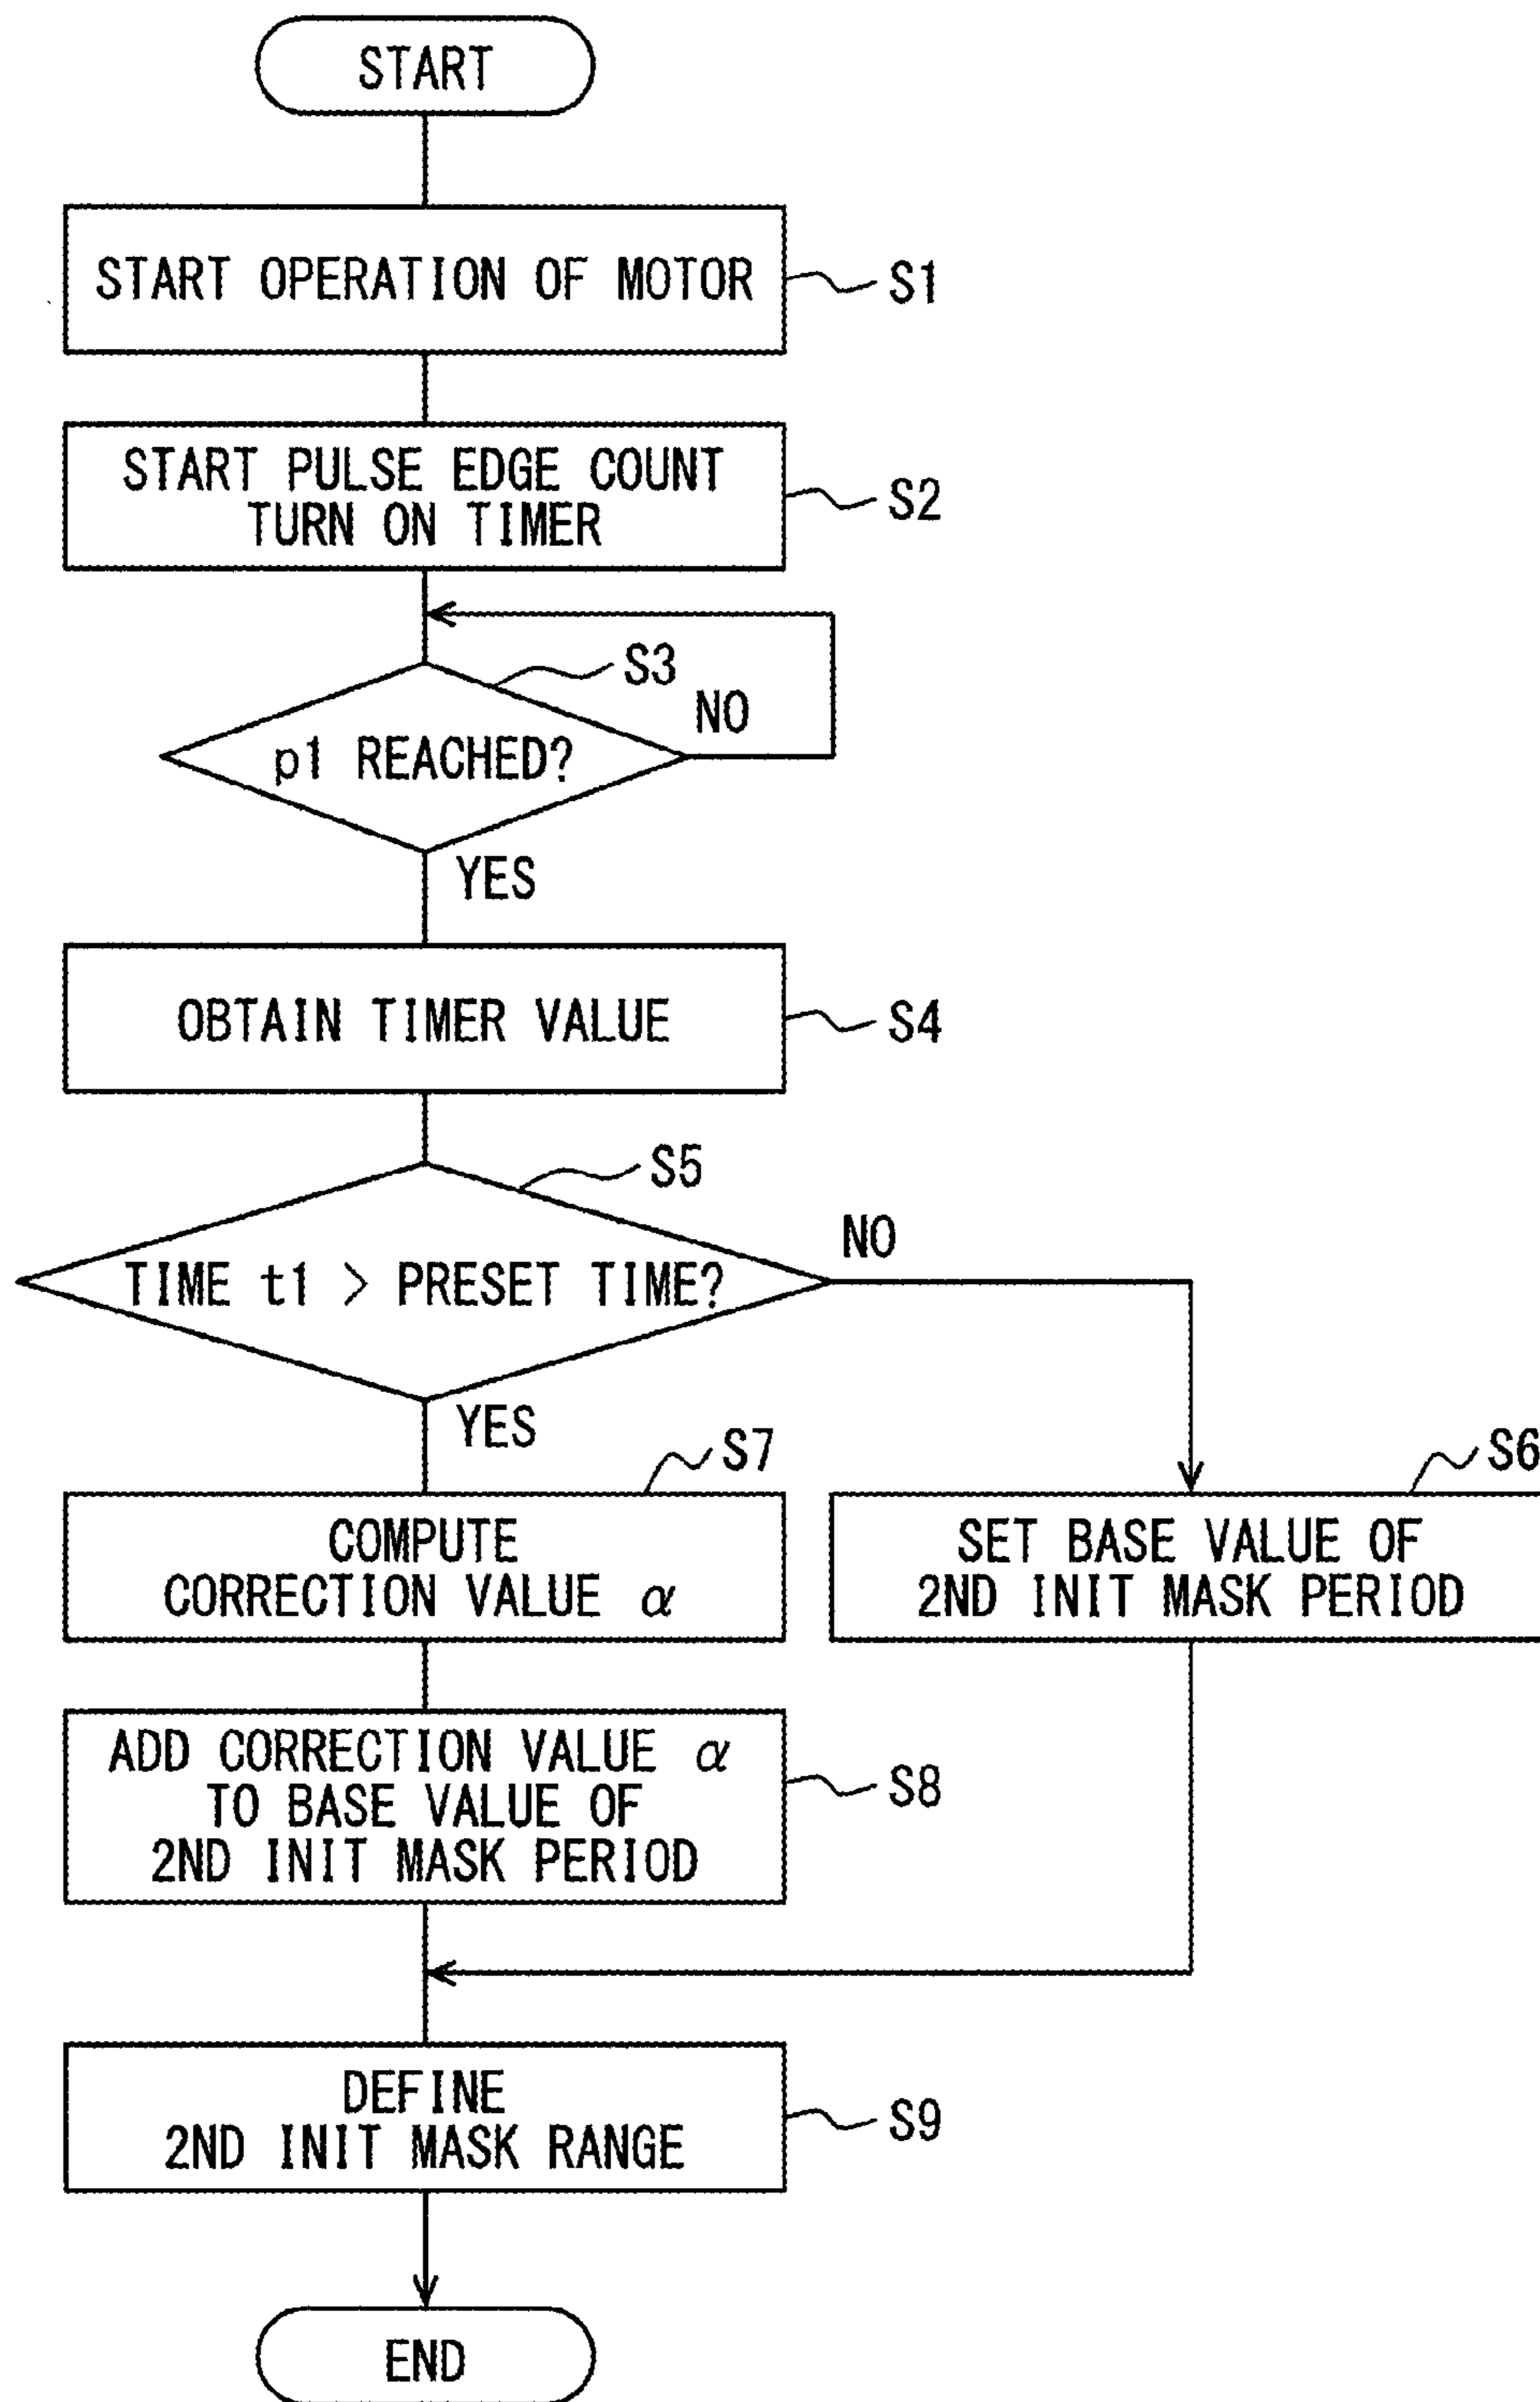 START
START OPERATION OF MOTOR
S1
START PULSE EDGE COUNT
TURN ON TIMER
S2
S3
NO
p1 REACHED?
YES
OBTAIN TIMER VALUE
S4
S5
NO
TIME t1 > PRESET TIME?
YES
S7
S6
COMPUTE
CORRECTION VALUE α
SET BASE VALUE OF
2ND INIT MASK PERIOD
ADD CORRECTION VALUE α
TO BASE VALUE OF
2ND INIT MASK PERIOD
S8
DEFINE
2ND INIT MASK RANGE
S9
END